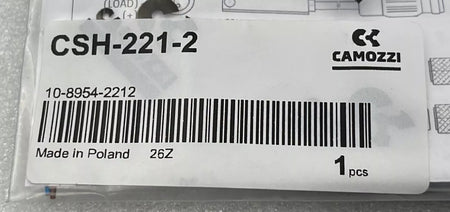 (LOAD)
(+)
CSH-221-2
CAMOZZI
10-8954-2212
Made in Poland 26Z
1 pcs